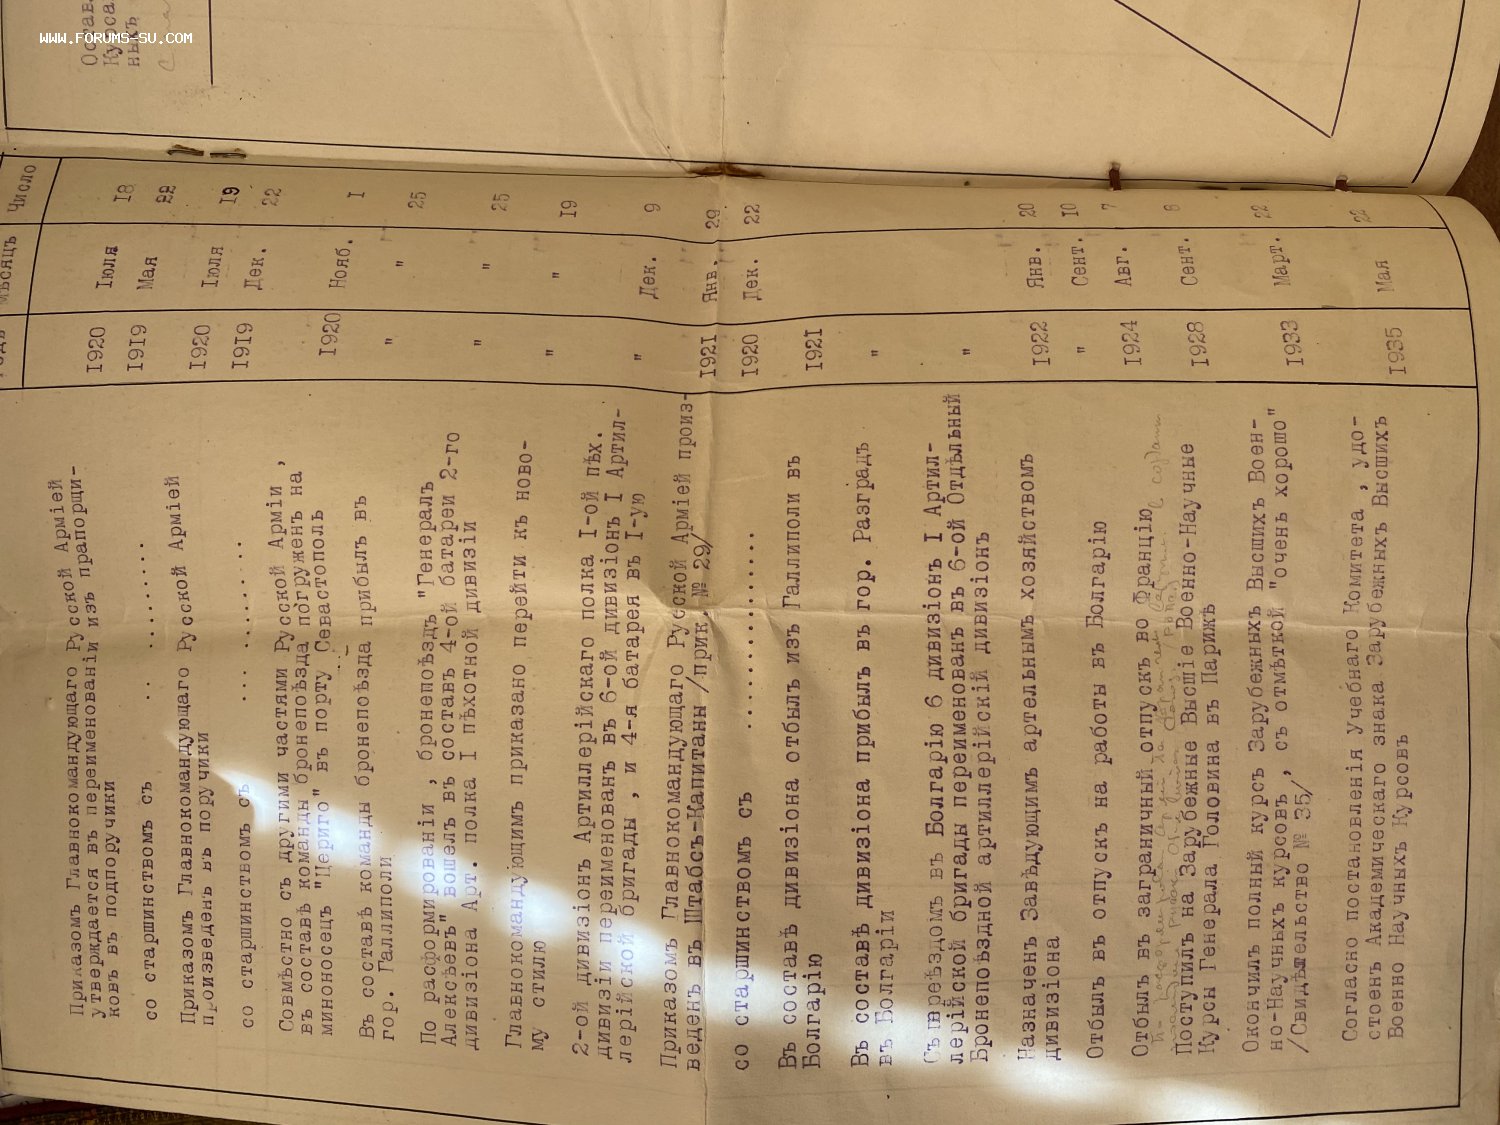 WWW.FORUMS-SU.COM
Остав
Курса
ныхъ
Годъ Мѣсяцъ Число
Приказомъ Главнокомандующаго Русской Арміей
утверждается въ переименованіи изъ прапорщи-
ковъ въ подпоручики 1920 Іюля 18
со старшинствомъ съ .. ......... 1919 Мая 22
Приказомъ Главнокомандующаго Русской Арміей
произведенъ въ поручики 1920 Іюля 19
со старшинствомъ съ .... ......... 1919 Дек. 22
Совмѣстно съ другими частями Русской Арміи ,
въ составѣ команды бронепоѣзда погруженъ на
миноносецъ "Цериго" въ порту Севастополь 1920 Нояб. I
Въ составѣ команды бронепоѣзда прибылъ въ
гор. Галлиполи " " 25
По расформированіи , бронепоѣздъ "Генералъ
Алексѣевъ" вошелъ въ составъ 4-ой батареи 2-го
дивизіона Арт. полка I пѣхотной дивизіи " " 25
Главнокомандующимъ приказано перейти къ ново-
му стилю " " 19
2-ой дивизіонъ Артиллерійскаго полка I-ой пѣх.
дивизіи переименованъ въ 6-ой дивизіонъ I Артил-
лерійской бригады , и 4-я батарея въ I-ую " Дек. 9
Приказомъ Главнокомандующаго Русской Арміей произ-
веденъ въ Штабсъ-Капитаны /прик. № 29/ 1921 Янв. 29
со старшинствомъ съ .................. 1920 Дек. 22
Въ составѣ дивизіона отбылъ изъ Галлиполи въ
Болгарію 1921
Въ составѣ дивизіона прибылъ въ гор. Разградъ
въ Болгаріи "
Съ переѣздомъ въ Болгарію 6 дивизіонъ I Артил-
лерійской бригады переименованъ въ 6-ой Отдѣльный
Бронепоѣздной артиллерійскій дивизіонъ "
Назначенъ Завѣдующимъ артельнымъ хозяйствомъ
дивизіона 1922 Янв. 20
Отбылъ въ отпускъ на работы въ Болгарію " Сент. 10
Отбылъ въ заграничный отпускъ во Францію 1924 Авг. 7
Поступилъ на Зарубежные Высшіе Военно-Научные
Курсы Генерала Головина въ Парижѣ 1928 Сент. 8
Окончилъ полный курсъ Зарубежныхъ Высшихъ Воен-
но-Научныхъ курсовъ , съ отмѣткой "очень хорошо"
/Свидѣтельство № 35/ 1933 Март. 22
Согласно постановленія Учебнаго Комитета , удо-
стоенъ Академическаго знака Зарубежныхъ Высшихъ
Военно Научныхъ Курсовъ 1935 Мая 22